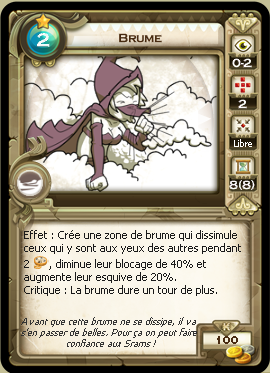 2
Brume
0-2
2
Libre
8(8)
Effet : Crée une zone de brume qui dissimule
ceux qui y sont aux yeux des autres pendant
2 , diminue leur blocage de 40% et
augmente leur esquive de 20%.
Critique : La brume dure un tour de plus.
Avant que cette brume ne se dissipe, il va
s'en passer de belles. Pour ça on peut faire
confiance aux Srams !
K
100